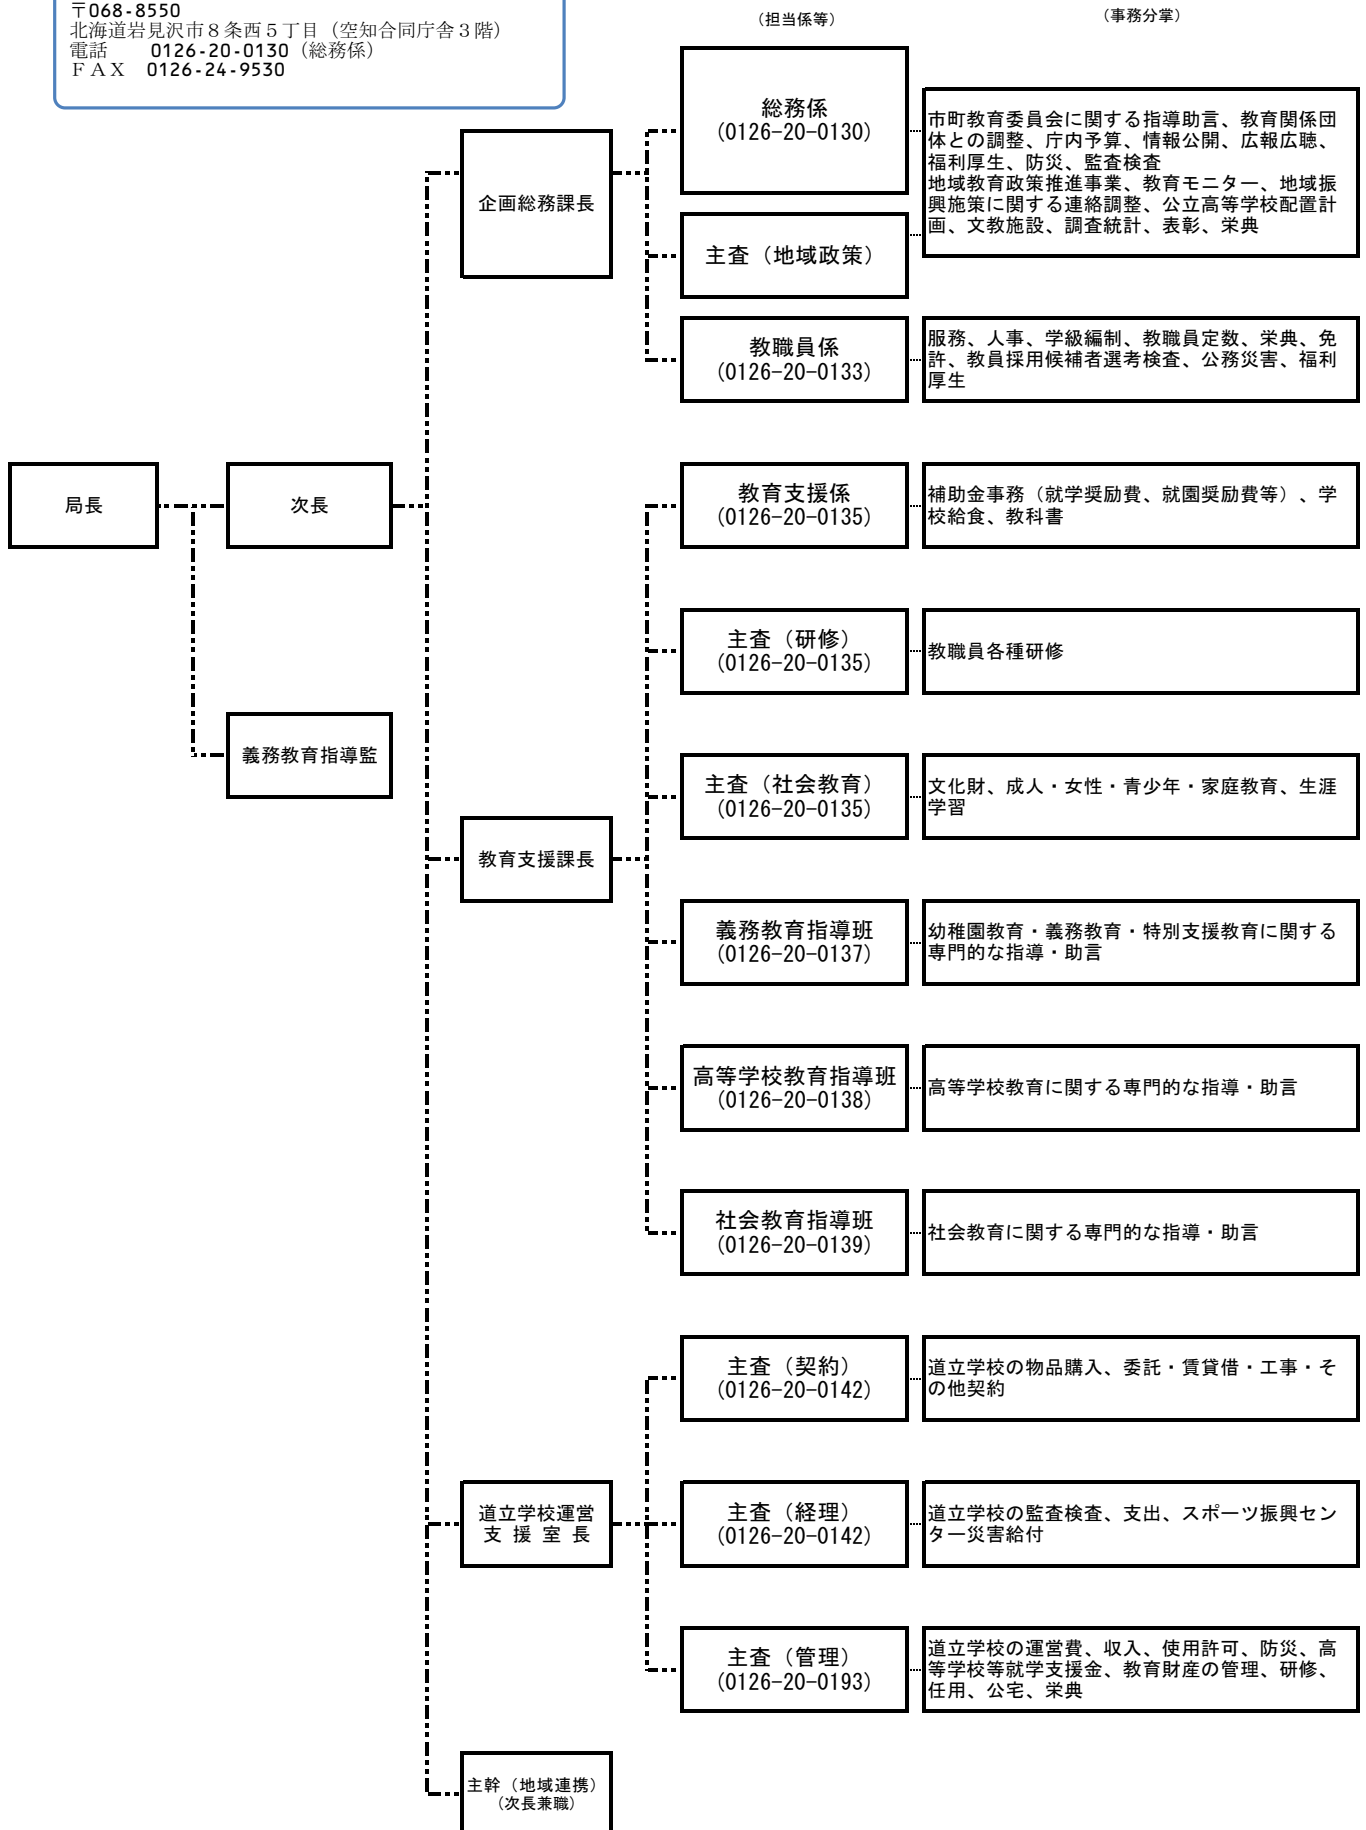 〒068-8550
北海道岩見沢市８条西５丁目（空知合同庁舎３階）
電話　　0126-20-0130（総務係）
ＦＡＸ　0126-24-9530
（担当係等）
（事務分掌）
企画総務課長
総務係
(0126-20-0130)
主査（地域政策）
市町教育委員会に関する指導助言、教育関係団
体との調整、庁内予算、情報公開、広報広聴、
福利厚生、防災、監査検査
地域教育政策推進事業、教育モニター、地域振
興施策に関する連絡調整、公立高等学校配置計
画、文教施設、調査統計、表彰、栄典
教職員係
(0126-20-0133)
服務、人事、学級編制、教職員定数、栄典、免
許、教員採用候補者選考検査、公務災害、福利
厚生
局長
次長
義務教育指導監
教育支援課長
教育支援係
(0126-20-0135)
補助金事務（就学奨励費、就園奨励費等）、学
校給食、教科書
主査（研修）
(0126-20-0135)
教職員各種研修
主査（社会教育）
(0126-20-0135)
文化財、成人・女性・青少年・家庭教育、生涯
学習
義務教育指導班
(0126-20-0137)
幼稚園教育・義務教育・特別支援教育に関する
専門的な指導・助言
高等学校教育指導班
(0126-20-0138)
高等学校教育に関する専門的な指導・助言
社会教育指導班
(0126-20-0139)
社会教育に関する専門的な指導・助言
道立学校運営
支 援 室 長
主査（契約）
(0126-20-0142)
道立学校の物品購入、委託・賃貸借・工事・そ
の他契約
主査（経理）
(0126-20-0142)
道立学校の監査検査、支出、スポーツ振興セン
ター災害給付
主査（管理）
(0126-20-0193)
道立学校の運営費、収入、使用許可、防災、高
等学校等就学支援金、教育財産の管理、研修、
任用、公宅、栄典
主幹（地域連携）
（次長兼職）